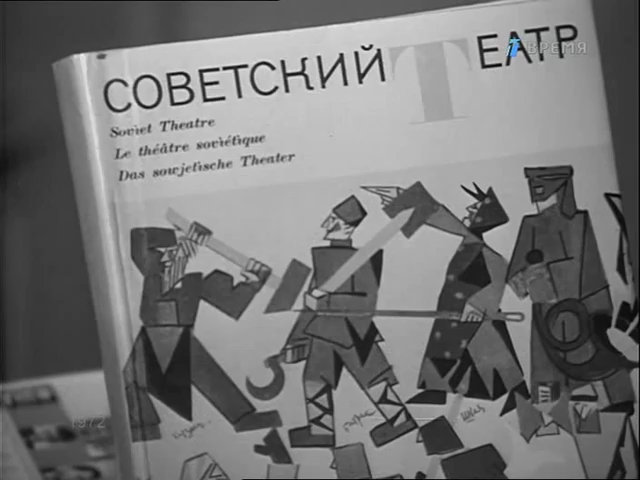 СОВЕТСКИЙ ТЕАТР
Soviet Theatre
Le théâtre soviétique
Das sowjetische Theater
ВРЕМЯ
1972